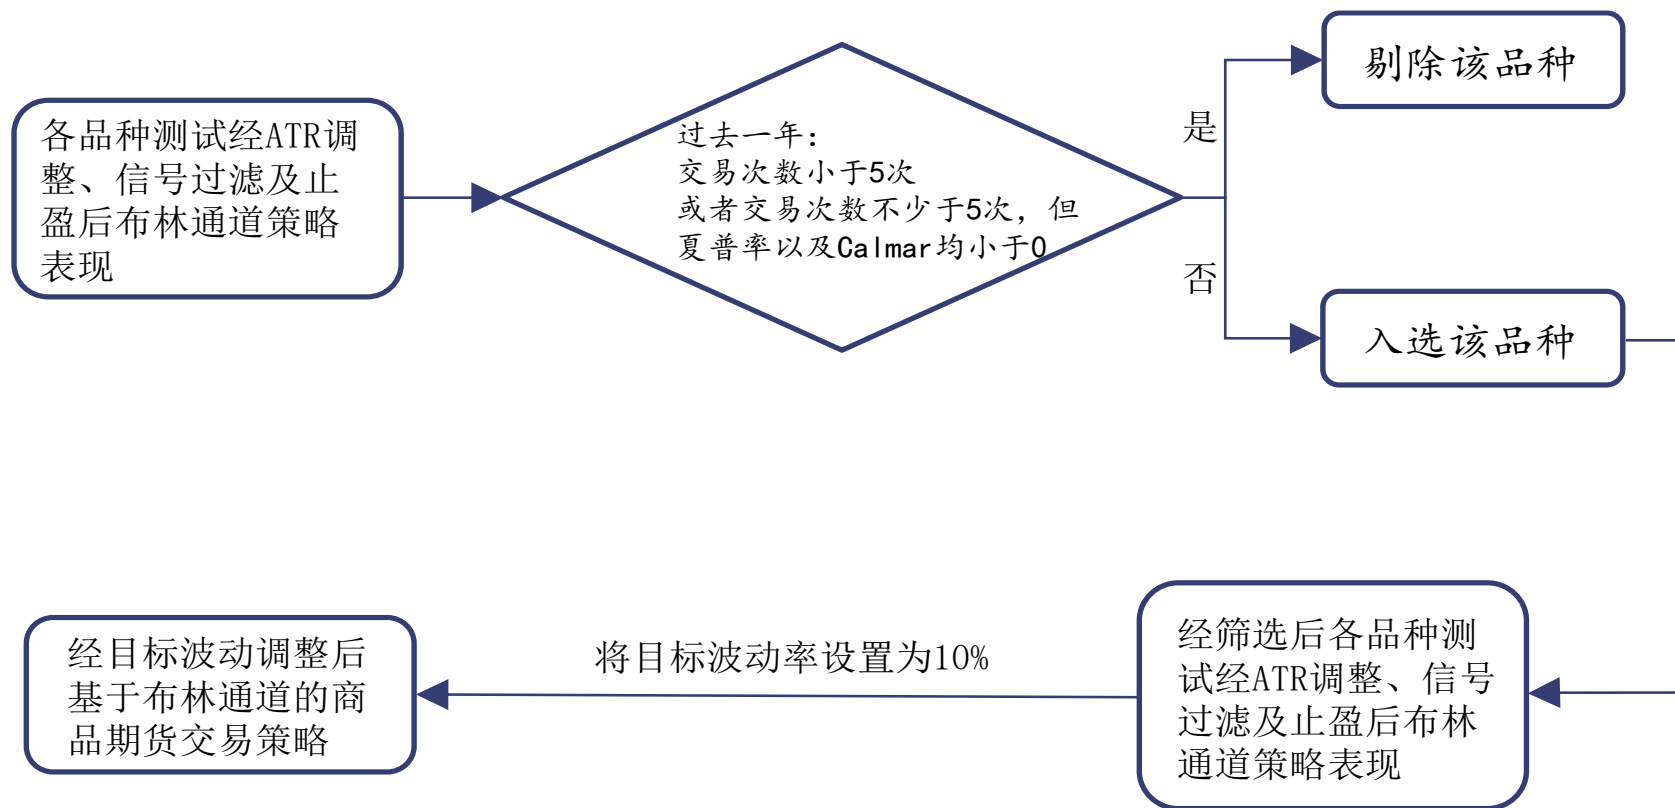 各品种测试经ATR调
整、信号过滤及止
盈后布林通道策略
表现
过去一年：
交易次数小于5次
或者交易次数不少于5次，但
夏普率以及Calmar均小于0
是
否
剔除该品种
入选该品种
经筛选后各品种测
试经ATR调整、信号
过滤及止盈后布林
通道策略表现
将目标波动率设置为10%
经目标波动调整后
基于布林通道的商
品期货交易策略